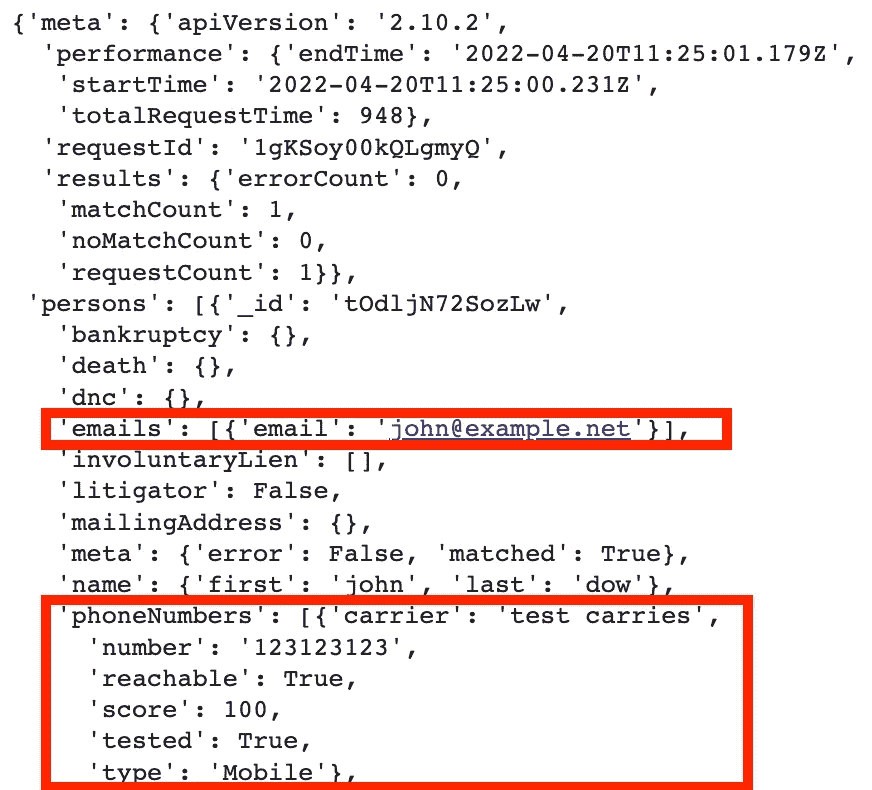 {'meta': {'apiVersion': '2.10.2',
'performance': {'endTime': '2022-04-20T11:25:01.179Z',
'startTime': '2022-04-20T11:25:00.231Z',
'totalRequestTime': 948},
'requestId': '1gKSoy00kQLgmyQ',
'results': {'errorCount': 0,
'matchCount': 1,
'noMatchCount': 0,
'requestCount': 1}},
'persons': [{'_id': 'tOdljN72SozLw',
'bankruptcy': {},
'death': {},
'dnc': {},
'emails': [{'email': 'john@example.net'}],
'involuntaryLien': [],
'litigator': False,
'mailingAddress': {},
'meta': {'error': False, 'matched': True},
'name': {'first': 'john', 'last': 'dow'},
'phoneNumbers': [{'carrier': 'test carries',
'number': '123123123',
'reachable': True,
'score': 100,
'tested': True,
'type': 'Mobile'},